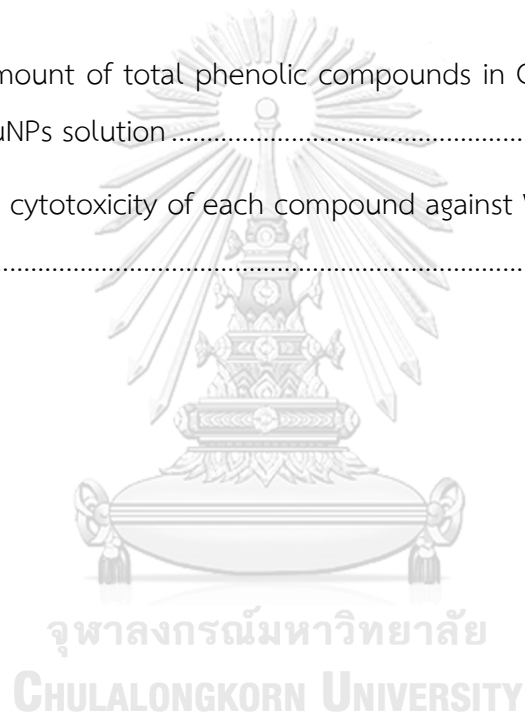 mount of total phenolic compounds in
uNPs solution ................................................................
cytotoxicity of each compound against
................................................................................................
จุฬาลงกรณ์มหาวิทยาลัย
CHULALONGKORN UNIVERSITY